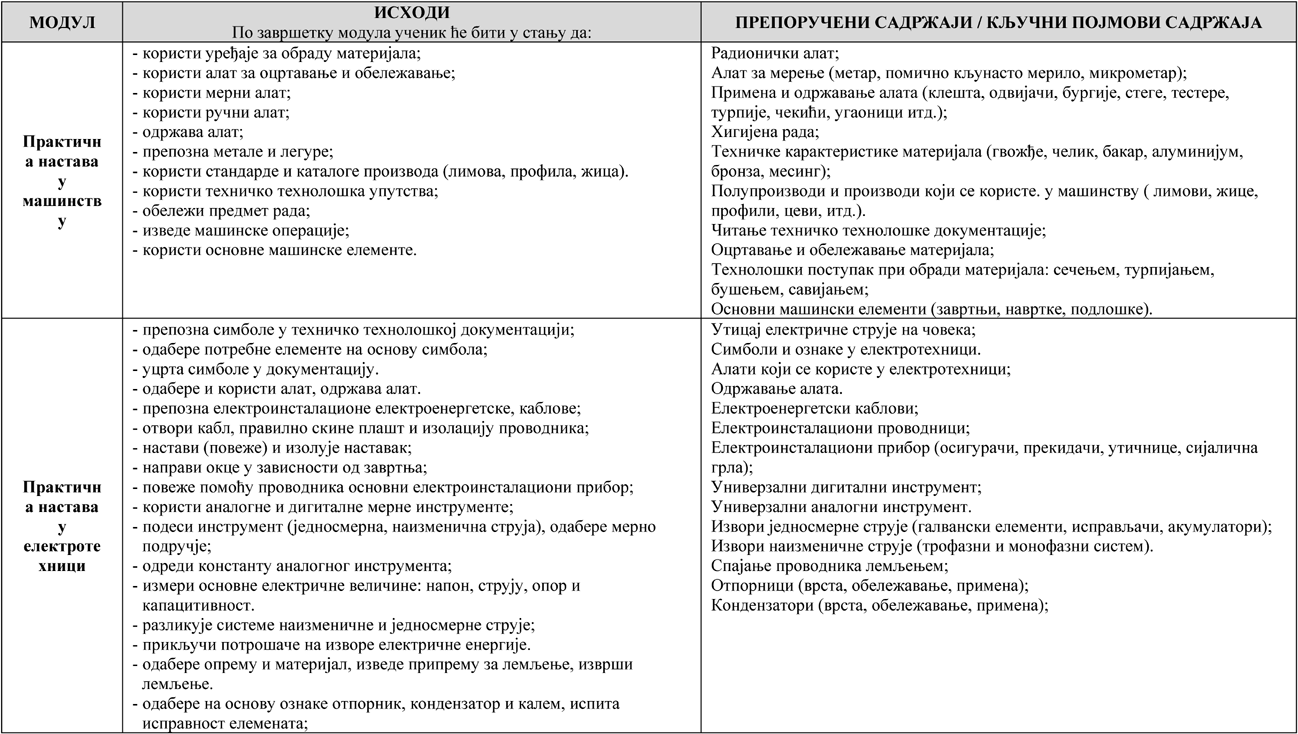 МОДУЛ
ИСХОДИ
По завршетку модула ученик ће бити у стању да:
ПРЕПОРУЧЕНИ САДРЖАЈИ / КЉУЧНИ ПОЈМОВИ САДРЖАЈА
Практичн
а настава
у
машинств
у
- користи уређаје за обраду материјала;
- користи алат за оцртавање и обележавање;
- користи мерни алат;
- користи ручни алат;
- одржава алат;
- препозна метале и легуре;
- користи стандарде и каталоге производа (лимова, профила, жица).
- користи техничко технолошка упутства;
- обележи предмет рада;
- изведе машинске операције;
- користи основне машинске елементе.
Радионички алат;
Алат за мерење (метар, помично кљунасто мерило, микрометар);
Примена и одржавање алата (клешта, одвијачи, бургије, стеге, тестере,
турпије, чекићи, угаоници итд.);
Хигијена рада;
Техничке карактеристике материјала (гвожђе, челик, бакар, алуминијум,
бронза, месинг);
Полупроизводи и производи који се користе. у машинству ( лимови, жице,
профили, цеви, итд.).
Читање техничко технолошке документације;
Оцртавање и обележавање материјала;
Технолошки поступак при обради материјала: сечењем, турпијањем,
бушењем, савијањем;
Основни машински елементи (завртњи, навртке, подлошке).
Практичн
а настава
у
електроте
хници
- препозна симболе у техничко технолошкој документацији;
- одабере потребне елементе на основу симбола;
- уцрта симболе у документацију.
- одабере и користи алат, одржава алат.
- препозна електроинсталационе електроенергетске, каблове;
- отвори кабл, правилно скине плашт и изолацију проводника;
- настави (повеже) и изолује наставак;
- направи окце у зависности од завртња;
- повеже помоћу проводника основни електроинсталациони прибор;
- користи аналогне и дигиталне мерне инструменте;
- подеси инструмент (једносмерна, наизменична струја), одабере мерно
подручје;
- одреди константу аналогног инструмента;
- измери основне електричне величине: напон, струју, опор и
капацитивност.
- разликује системе наизменичне и једносмерне струје;
- прикључи потрошаче на изворе електричне енергије.
- одабере опрему и материјал, изведе припрему за лемљење, изврши
лемљење.
- одабере на основу ознаке отпорник, кондензатор и калем, испита
исправност елемената;
Утицај електричне струје на човека;
Симболи и ознаке у електротехници.
Алати који се користе у електротехници;
Одржавање алата.
Електроенергетски каблови;
Електроинсталациони проводници;
Електроинсталациони прибор (осигурачи, прекидачи, утичнице, сијалична
грла);
Универзални дигитални инструмент;
Универзални аналогни инструмент.
Извори једносмерне струје (галвански елементи, исправљачи, акумулатори);
Извори наизменичне струје (трофазни и монофазни систем).
Спајање проводника лемљењем;
Отпорници (врста, обележавање, примена);
Кондензатори (врста, обележавање, примена);